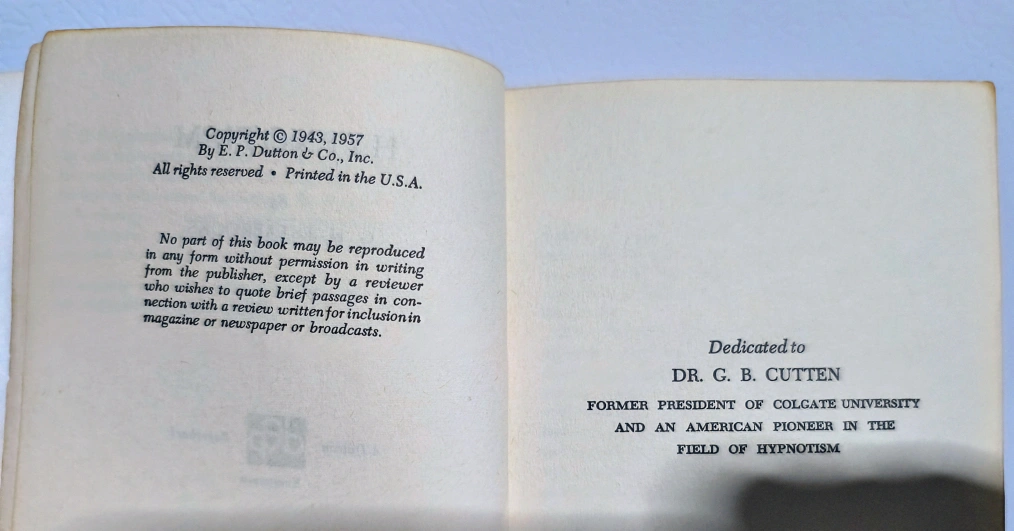 Copyright © 1943, 1957
By E. P. Dutton & Co., Inc.
All rights reserved • Printed in the U.S.A.
No part of this book may be reproduced
in any form without permission in writing
from the publisher, except by a reviewer
who wishes to quote brief passages in con-
nection with a review written for inclusion in
magazine or newspaper or broadcasts.
Dedicated to
DR. G. B. CUTTEN
FORMER PRESIDENT OF COLGATE UNIVERSITY
AND AN AMERICAN PIONEER IN THE
FIELD OF HYPNOTISM